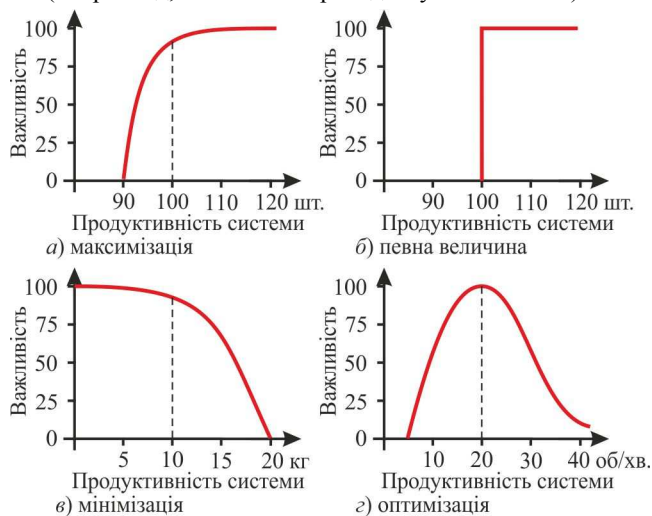 Важливість
100
75
50
25
0
90 100 110 120 шт.
Продуктивність системи
а) максимізація
Важливість
100
75
50
25
0
90 100 110 120 шт.
Продуктивність системи
б) певна величина
Важливість
100
75
50
25
0
5 10 15 20 кг
Продуктивність системи
в) мінімізація
Важливість
100
75
50
25
0
10 20 30 40 об/хв.
Продуктивність системи
г) оптимізація